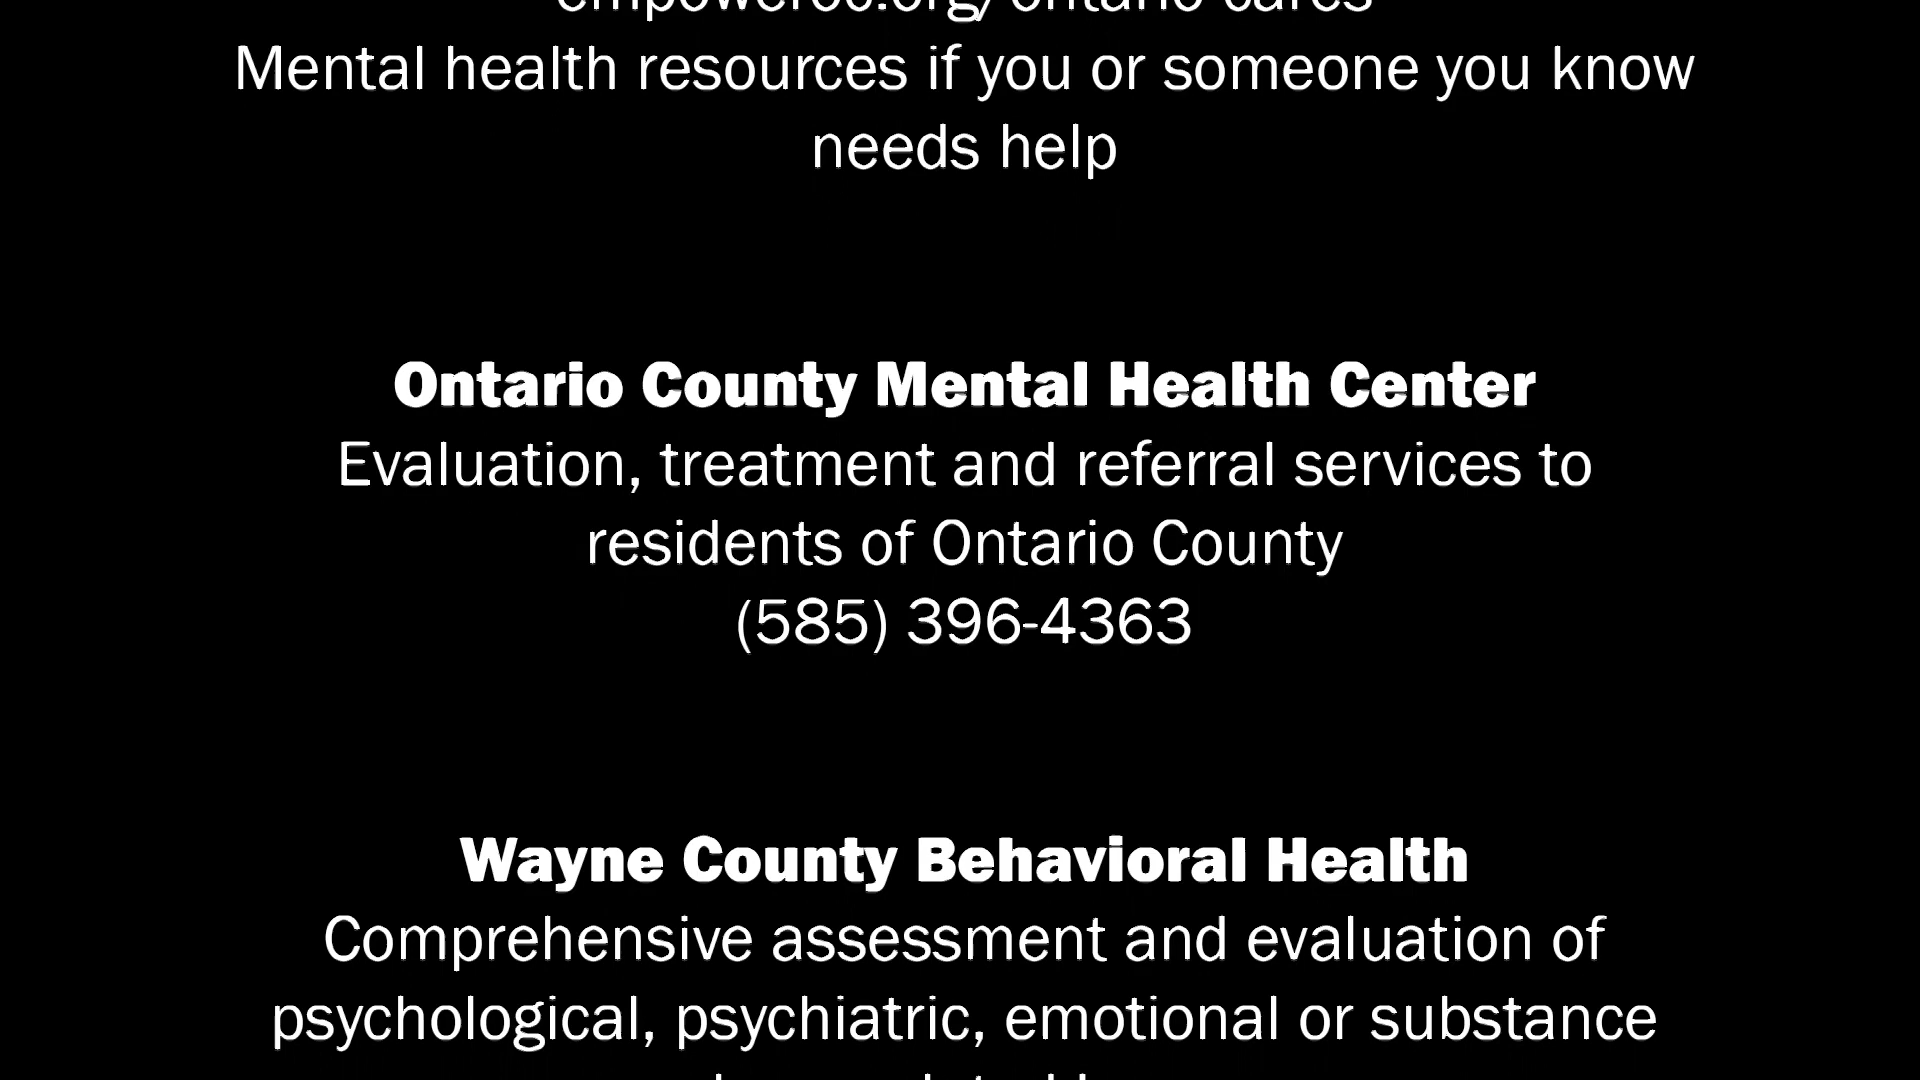 Mental health resources if you or someone you know
needs help
Ontario County Mental Health Center
Evaluation, treatment and referral services to
residents of Ontario County
(585) 396-4363
Wayne County Behavioral Health
Comprehensive assessment and evaluation of
psychological, psychiatric, emotional or substance